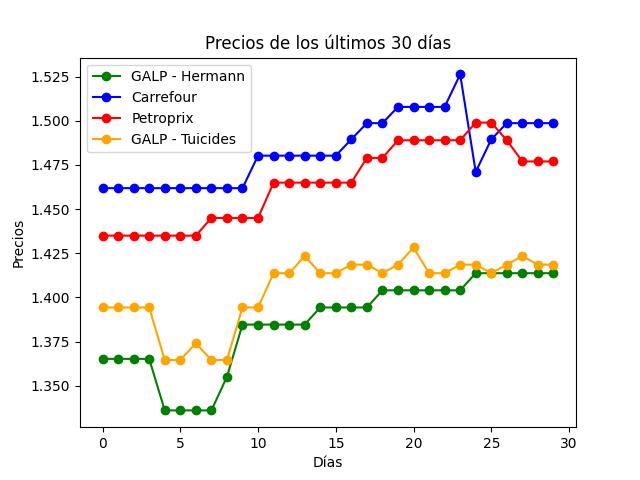 Precios de los últimos 30 días
GALP - Hermann
Carrefour
Petroprix
GALP - Tuicides
1.525
1.500
1.475
1.450
1.425
1.400
1.375
1.350
Precios
0 5 10 15 20 25 30
Días